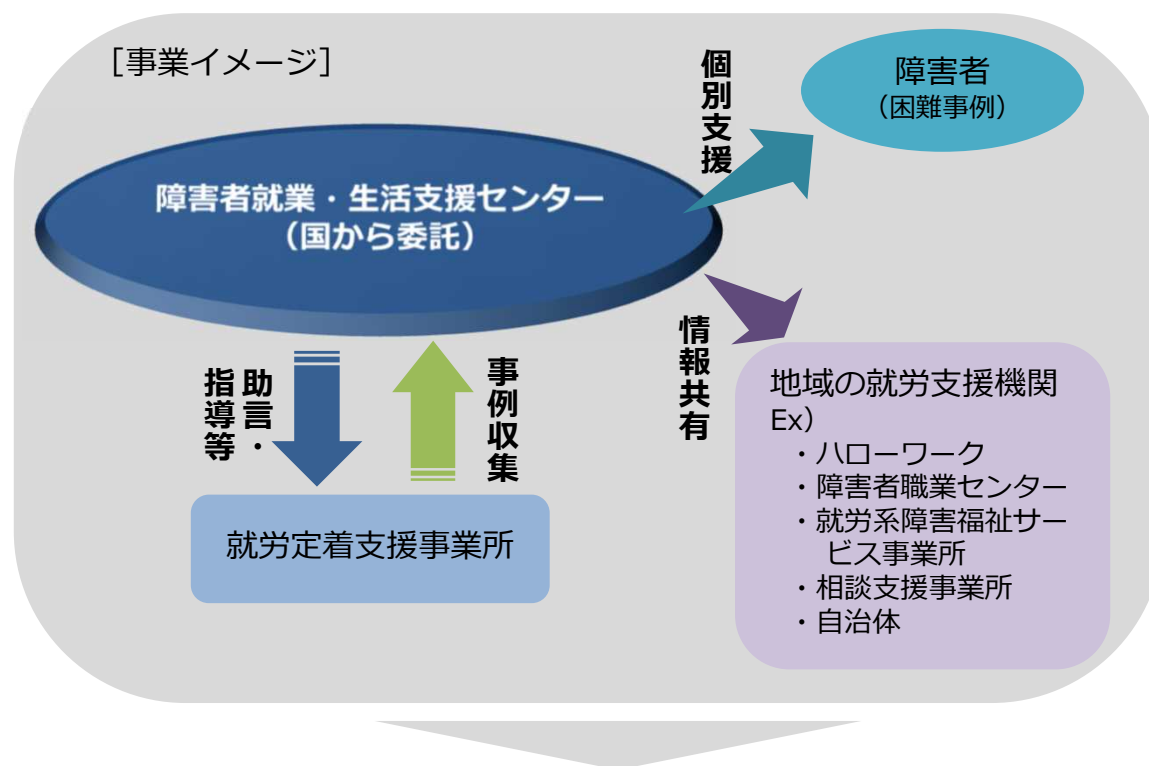 ［事業イメージ］
障害者
（困難事例）
個別支援
障害者就業・生活支援センター
（国から委託）
情報共有
助言・
指導等
事例収集
就労定着支援事業所
地域の就労支援機関
Ex）
・ハローワーク
・障害者職業センター
・就労系障害福祉サー
ビス事業所
・相談支援事業所
・自治体